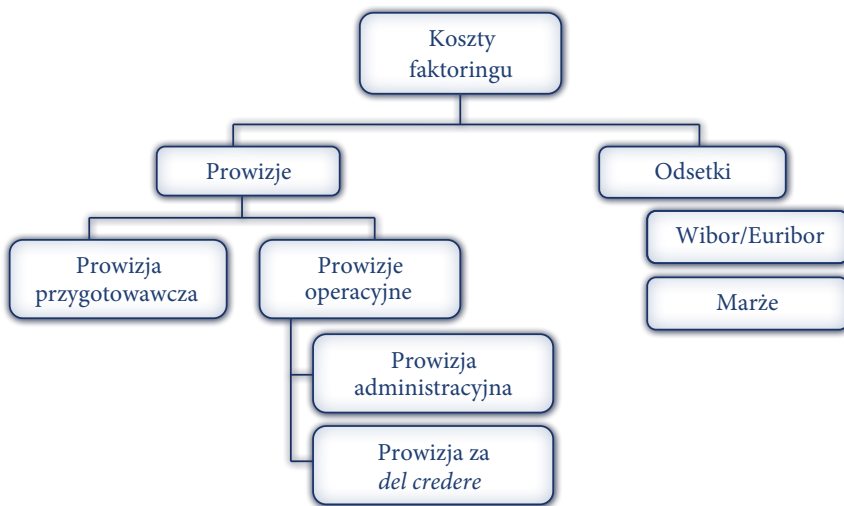 Koszty
faktoringu
Prowizje
Odsetki
Wibor/Euribor
Marże
Prowizja
przygotowawcza
Prowizje
operacyjne
Prowizja
administracyjna
Prowizja za
del credere